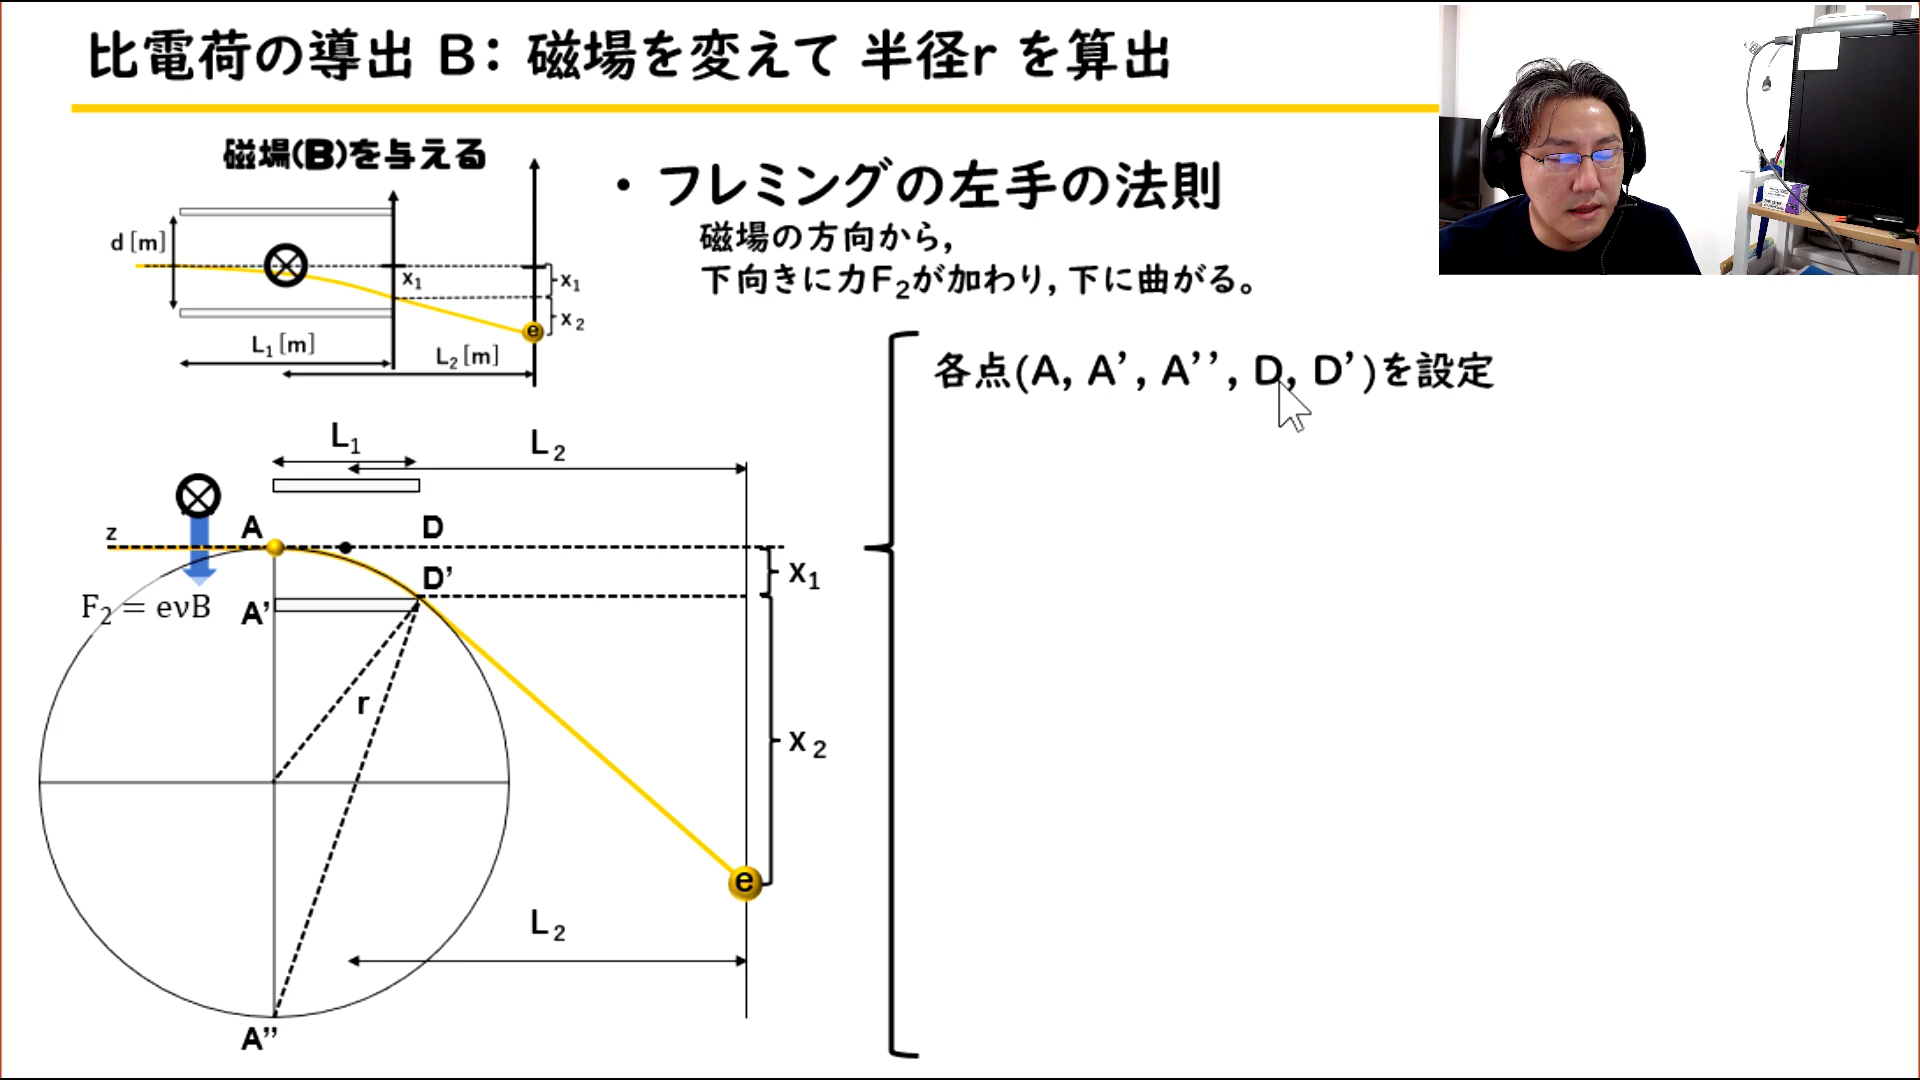 比電荷の導出 B: 磁場を変えて 半径r を算出
磁場(B)を与える
d [m]
x1
x1
x2
e
L1 [m]
L2 [m]
・フレミングの左手の法則
磁場の方向から,
下向きに力F2が加わり, 下に曲がる。
各点(A, A’, A’’, D, D’)を設定
L1
L2
z
A
D
D’
x1
F2 = evB
A’
r
x2
e
L2
A”